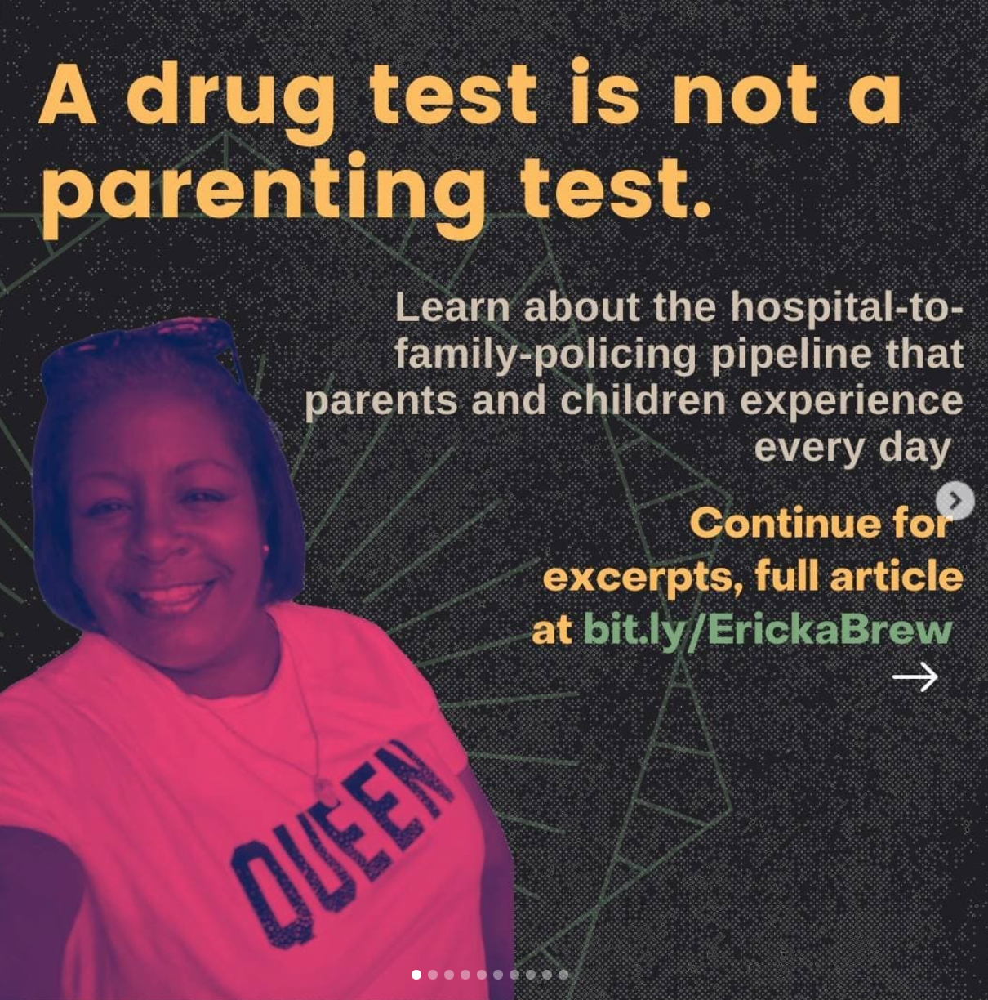 A drug test is not a
parenting test.
Learn about the hospital-to-
family-policing pipeline that
parents and children experience
every day
Continue for
excerpts, full article
at bit.ly/ErickaBrew
QUEEN